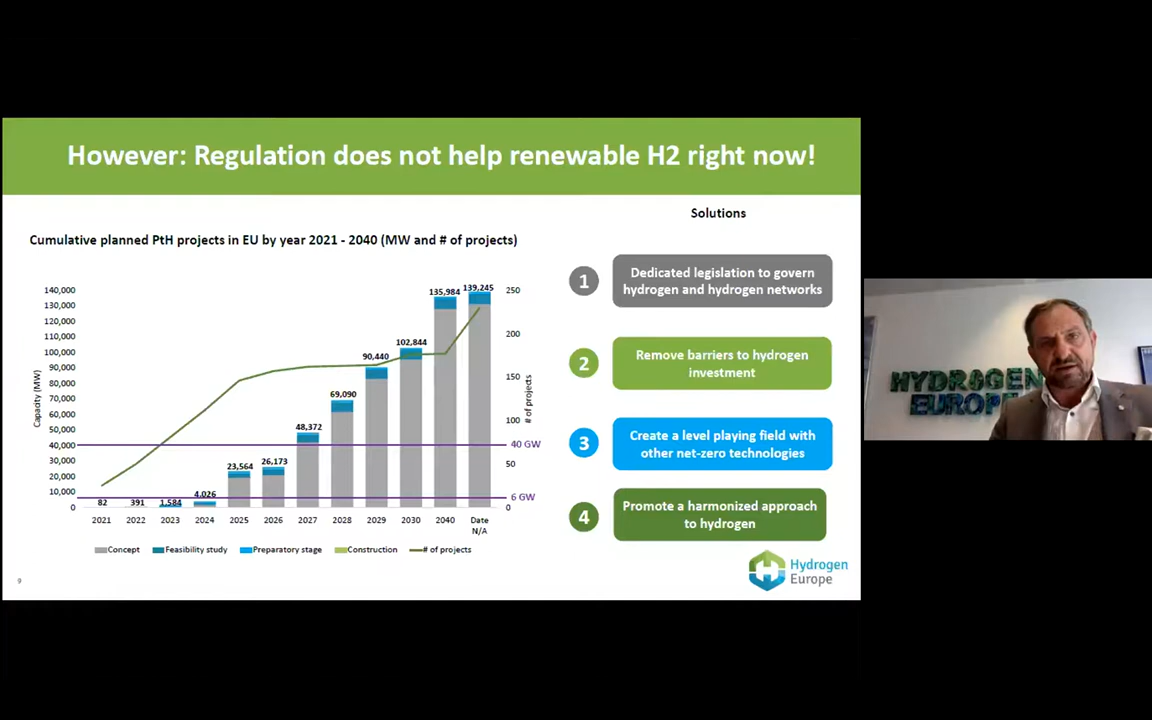 However: Regulation does not help renewable H2 right now!
Cumulative planned PtH projects in EU by year 2021 - 2040 (MW and # of projects)
Capacity (MW)
140,000
130,000
120,000
110,000
100,000
90,000
80,000
70,000
60,000
50,000
40,000
30,000
20,000
10,000
0
82
391
1,584
4,026
23,564
26,173
48,372
69,090
90,440
102,844
135,984
139,245
250
200
150
100
50
0
# of projects
40 GW
6 GW
2021
2022
2023
2024
2025
2026
2027
2028
2029
2030
2040
Date
N/A
Concept
Feasibility study
Preparatory stage
Construction
# of projects
Solutions
1
Dedicated legislation to govern
hydrogen and hydrogen networks
2
Remove barriers to hydrogen
investment
3
Create a level playing field with
other net-zero technologies
4
Promote a harmonized approach
to hydrogen
9
Hydrogen
Europe
HYDROGEN
EUROPE